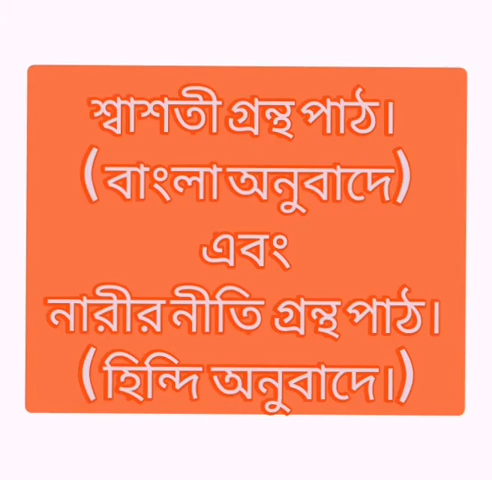 শ্বাশতী গ্রন্থ পাঠ।
(বাংলা অনুবাদে)
এবং
নারীর নীতি গ্রন্থ পাঠ।
(হিন্দি অনুবাদে।)